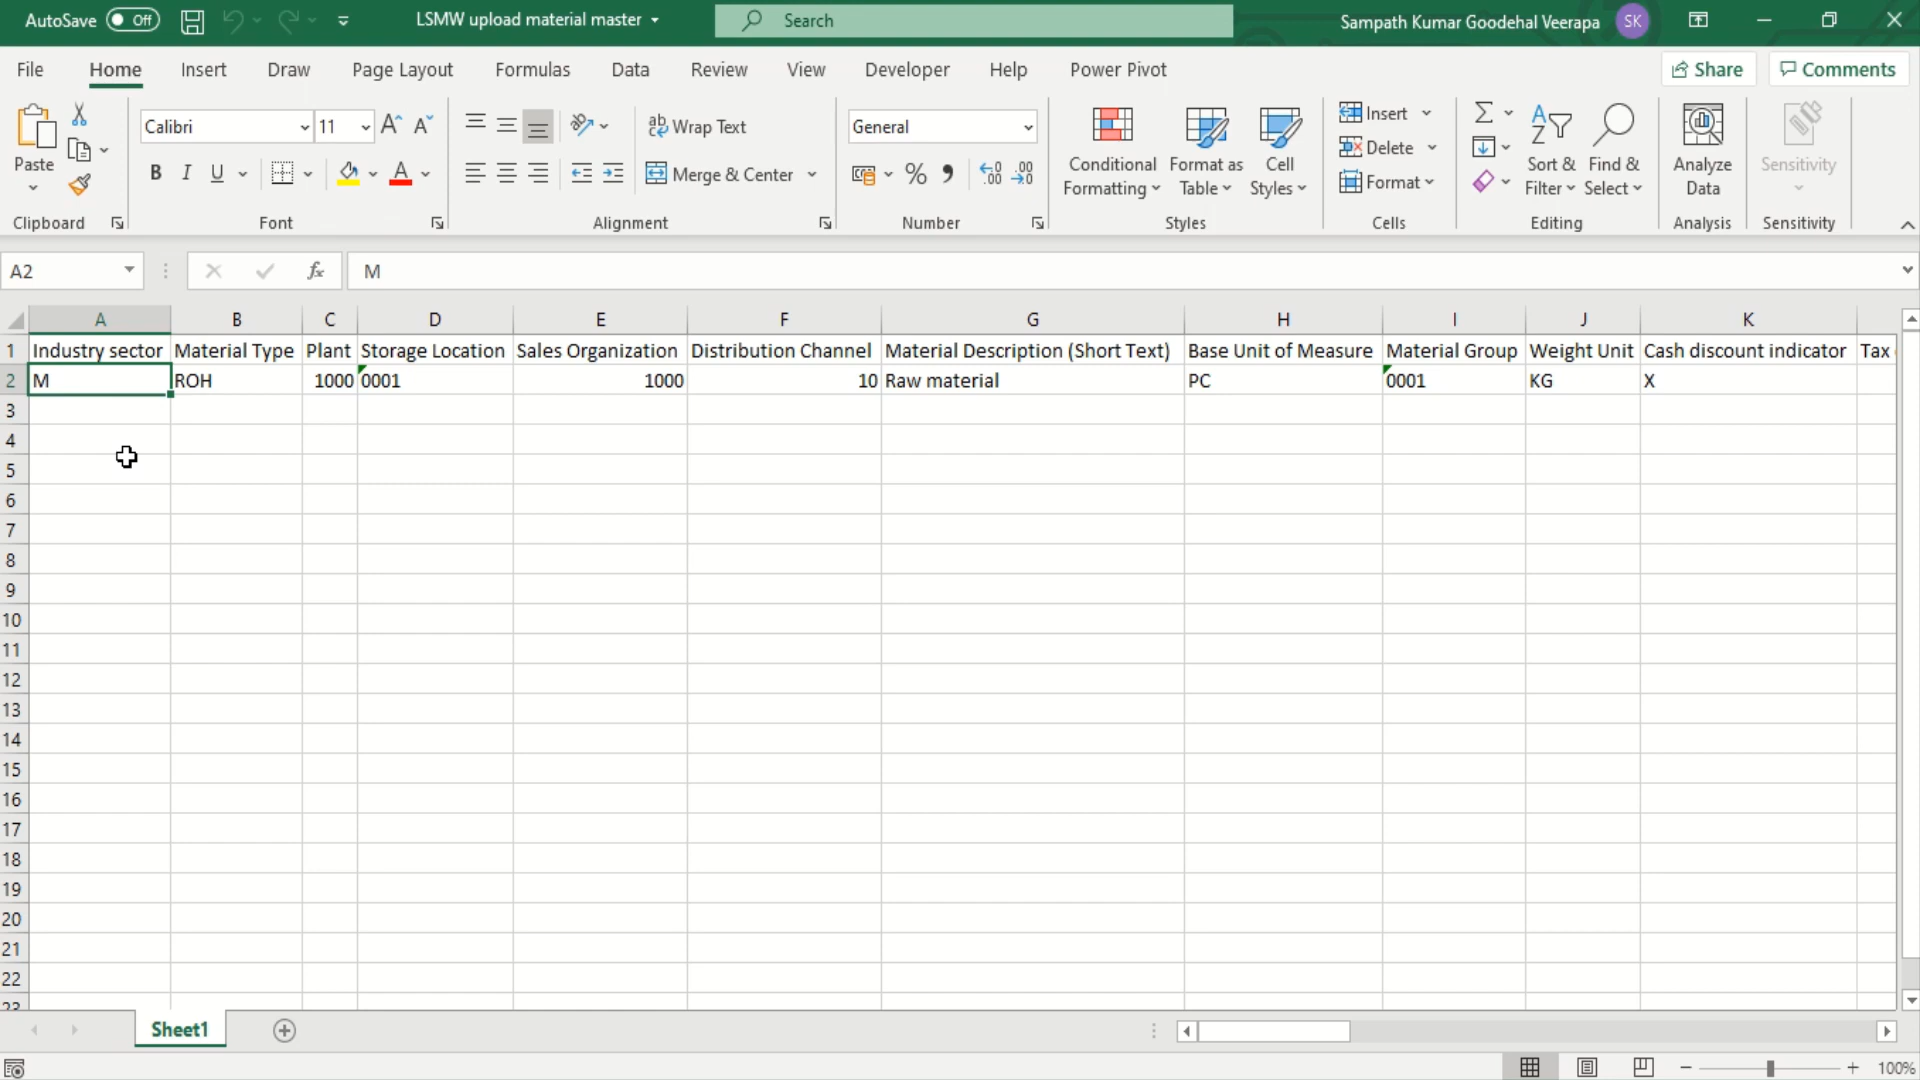 AutoSave Off LSMW upload material master Search Sampath Kumar Goodehal Veerapa SK
File Home Insert Draw Page Layout Formulas Data Review View Developer Help Power Pivot Share Comments
Calibri 11 A A ab Wrap Text General Insert Σ A Z
Paste B I U A Merge & Center % Conditional Formatting Format as Table Cell Styles Delete Format Sort & Filter Find & Select Analyze Data Sensitivity
Clipboard Font Alignment Number Styles Cells Editing Analysis Sensitivity
A2 fx M
A B C D E F G H I J K
1 Industry sector Material Type Plant Storage Location Sales Organization Distribution Channel Material Description (Short Text) Base Unit of Measure Material Group Weight Unit Cash discount indicator Tax
2 M ROH 1000 0001 1000 10 Raw material PC 0001 KG X
3
4
5
6
7
8
9
10
11
12
13
14
15
16
17
18
19
20
21
22
23
Sheet1
100%